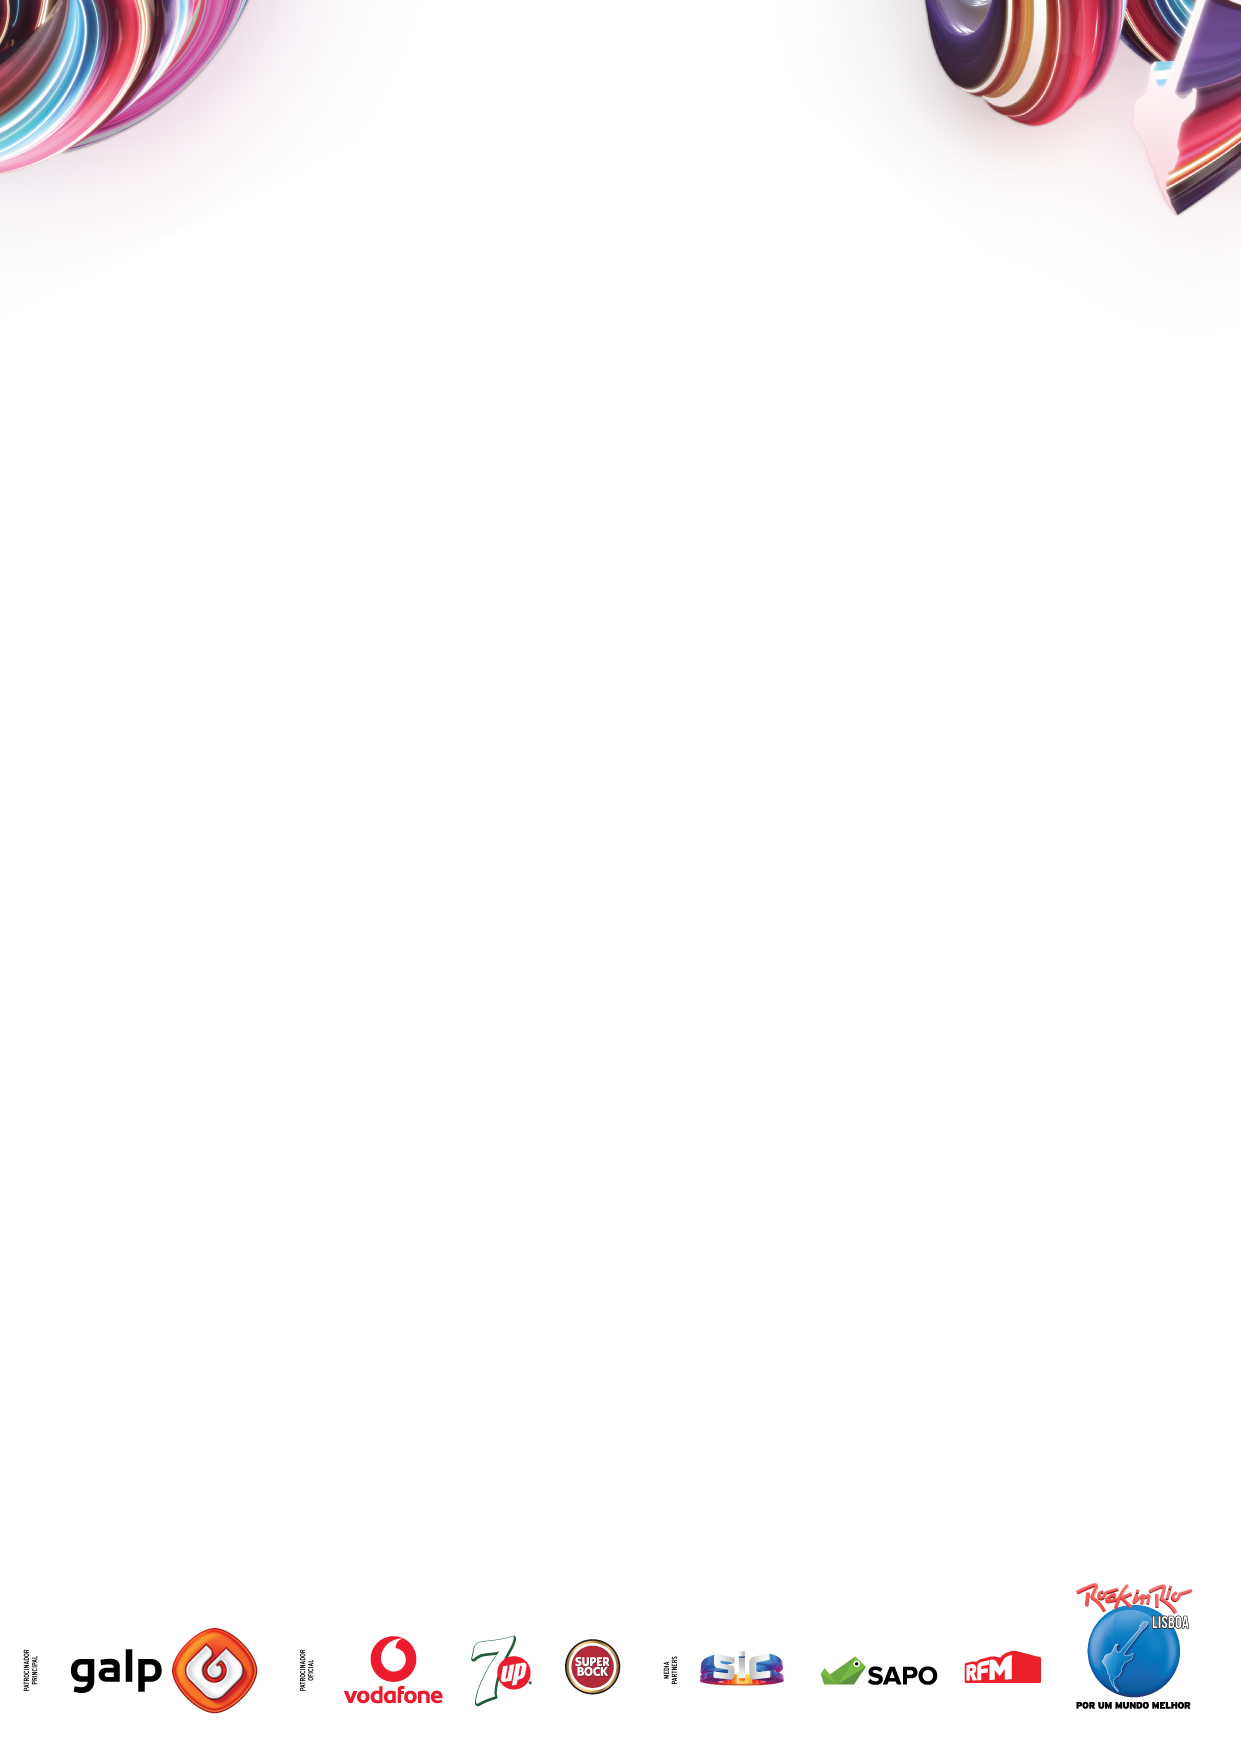 PATROCINADOR
PRINCIPAL
galp
PATROCINADOR
OFICIAL
vodafone
7up
SUPER
BOCK
MEDIA
PARTNERS
SIC
SAPO
RFM
Rock in Rio
LISBOA
POR UM MUNDO MELHOR